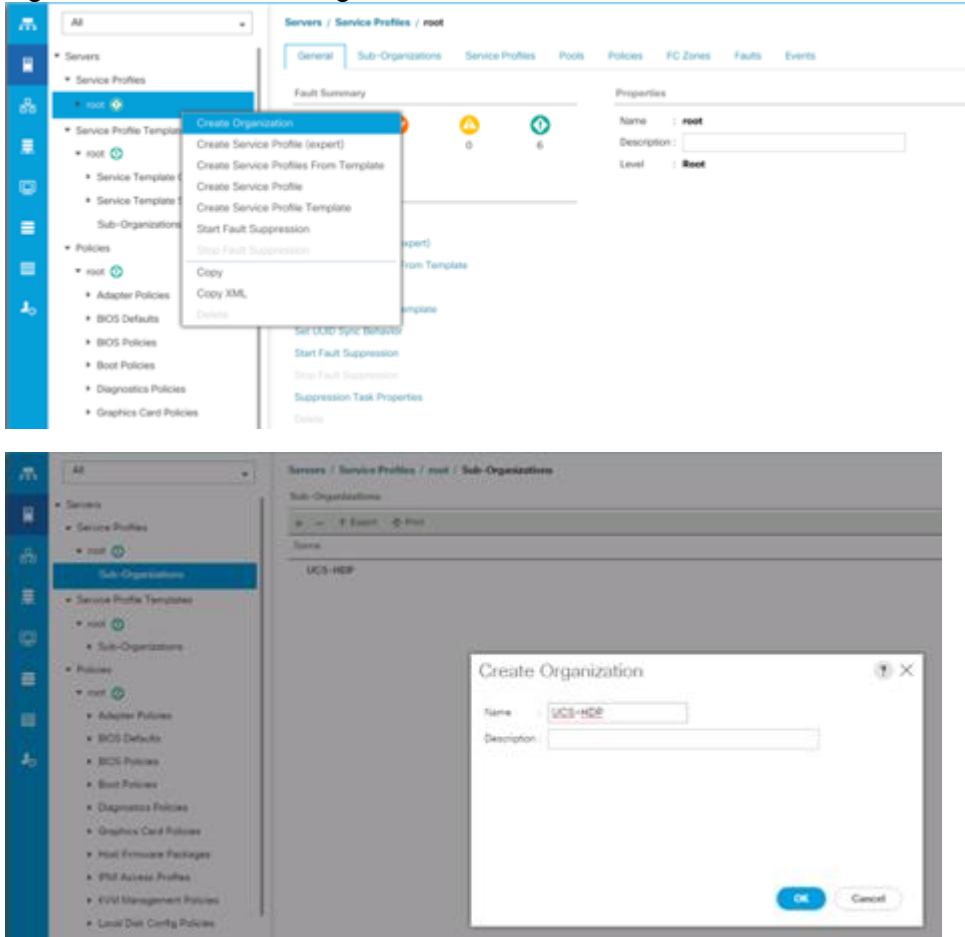 All
Servers / Service Profiles / root
Servers
Service Profiles
root
Service Profile Templat
root
Service Template
Service Template
Sub-Organizations
Policies
root
Adapter Policies
BIOS Defaults
BIOS Policies
Boot Policies
Diagnostics Policies
Graphics Card Policies
Create Organization
Create Service Profile (expert)
Create Service Profiles From Template
Create Service Profile
Create Service Profile Template
Start Fault Suppression
Stop Fault Suppression
Copy
Copy XML
Delete
General Sub-Organizations Service Profiles Pools Policies FC Zones Faults Events
Fault Summary
0 6
Properties
Name : root
Description :
Level : Root
xpert)
From Template
emplate
Set UUID Sync Behavior
Start Fault Suppression
Stop Fault Suppression
Suppression Task Properties
Delete
All
Servers / Service Profiles / root / Sub-Organizations
Servers
Service Profiles
root
Sub-Organizations
Service Profile Templates
root
Sub-Organizations
Policies
root
Adapter Policies
BIOS Defaults
BIOS Policies
Boot Policies
Diagnostics Policies
Graphics Card Policies
Host Firmware Packages
IPMI Access Profiles
KVM Management Policies
Local Disk Config Policies
Sub-Organizations
+ − Export Print
Name
UCS-HDP
Create Organization ? ×
Name : UCS-HDP
Description :
OK Cancel